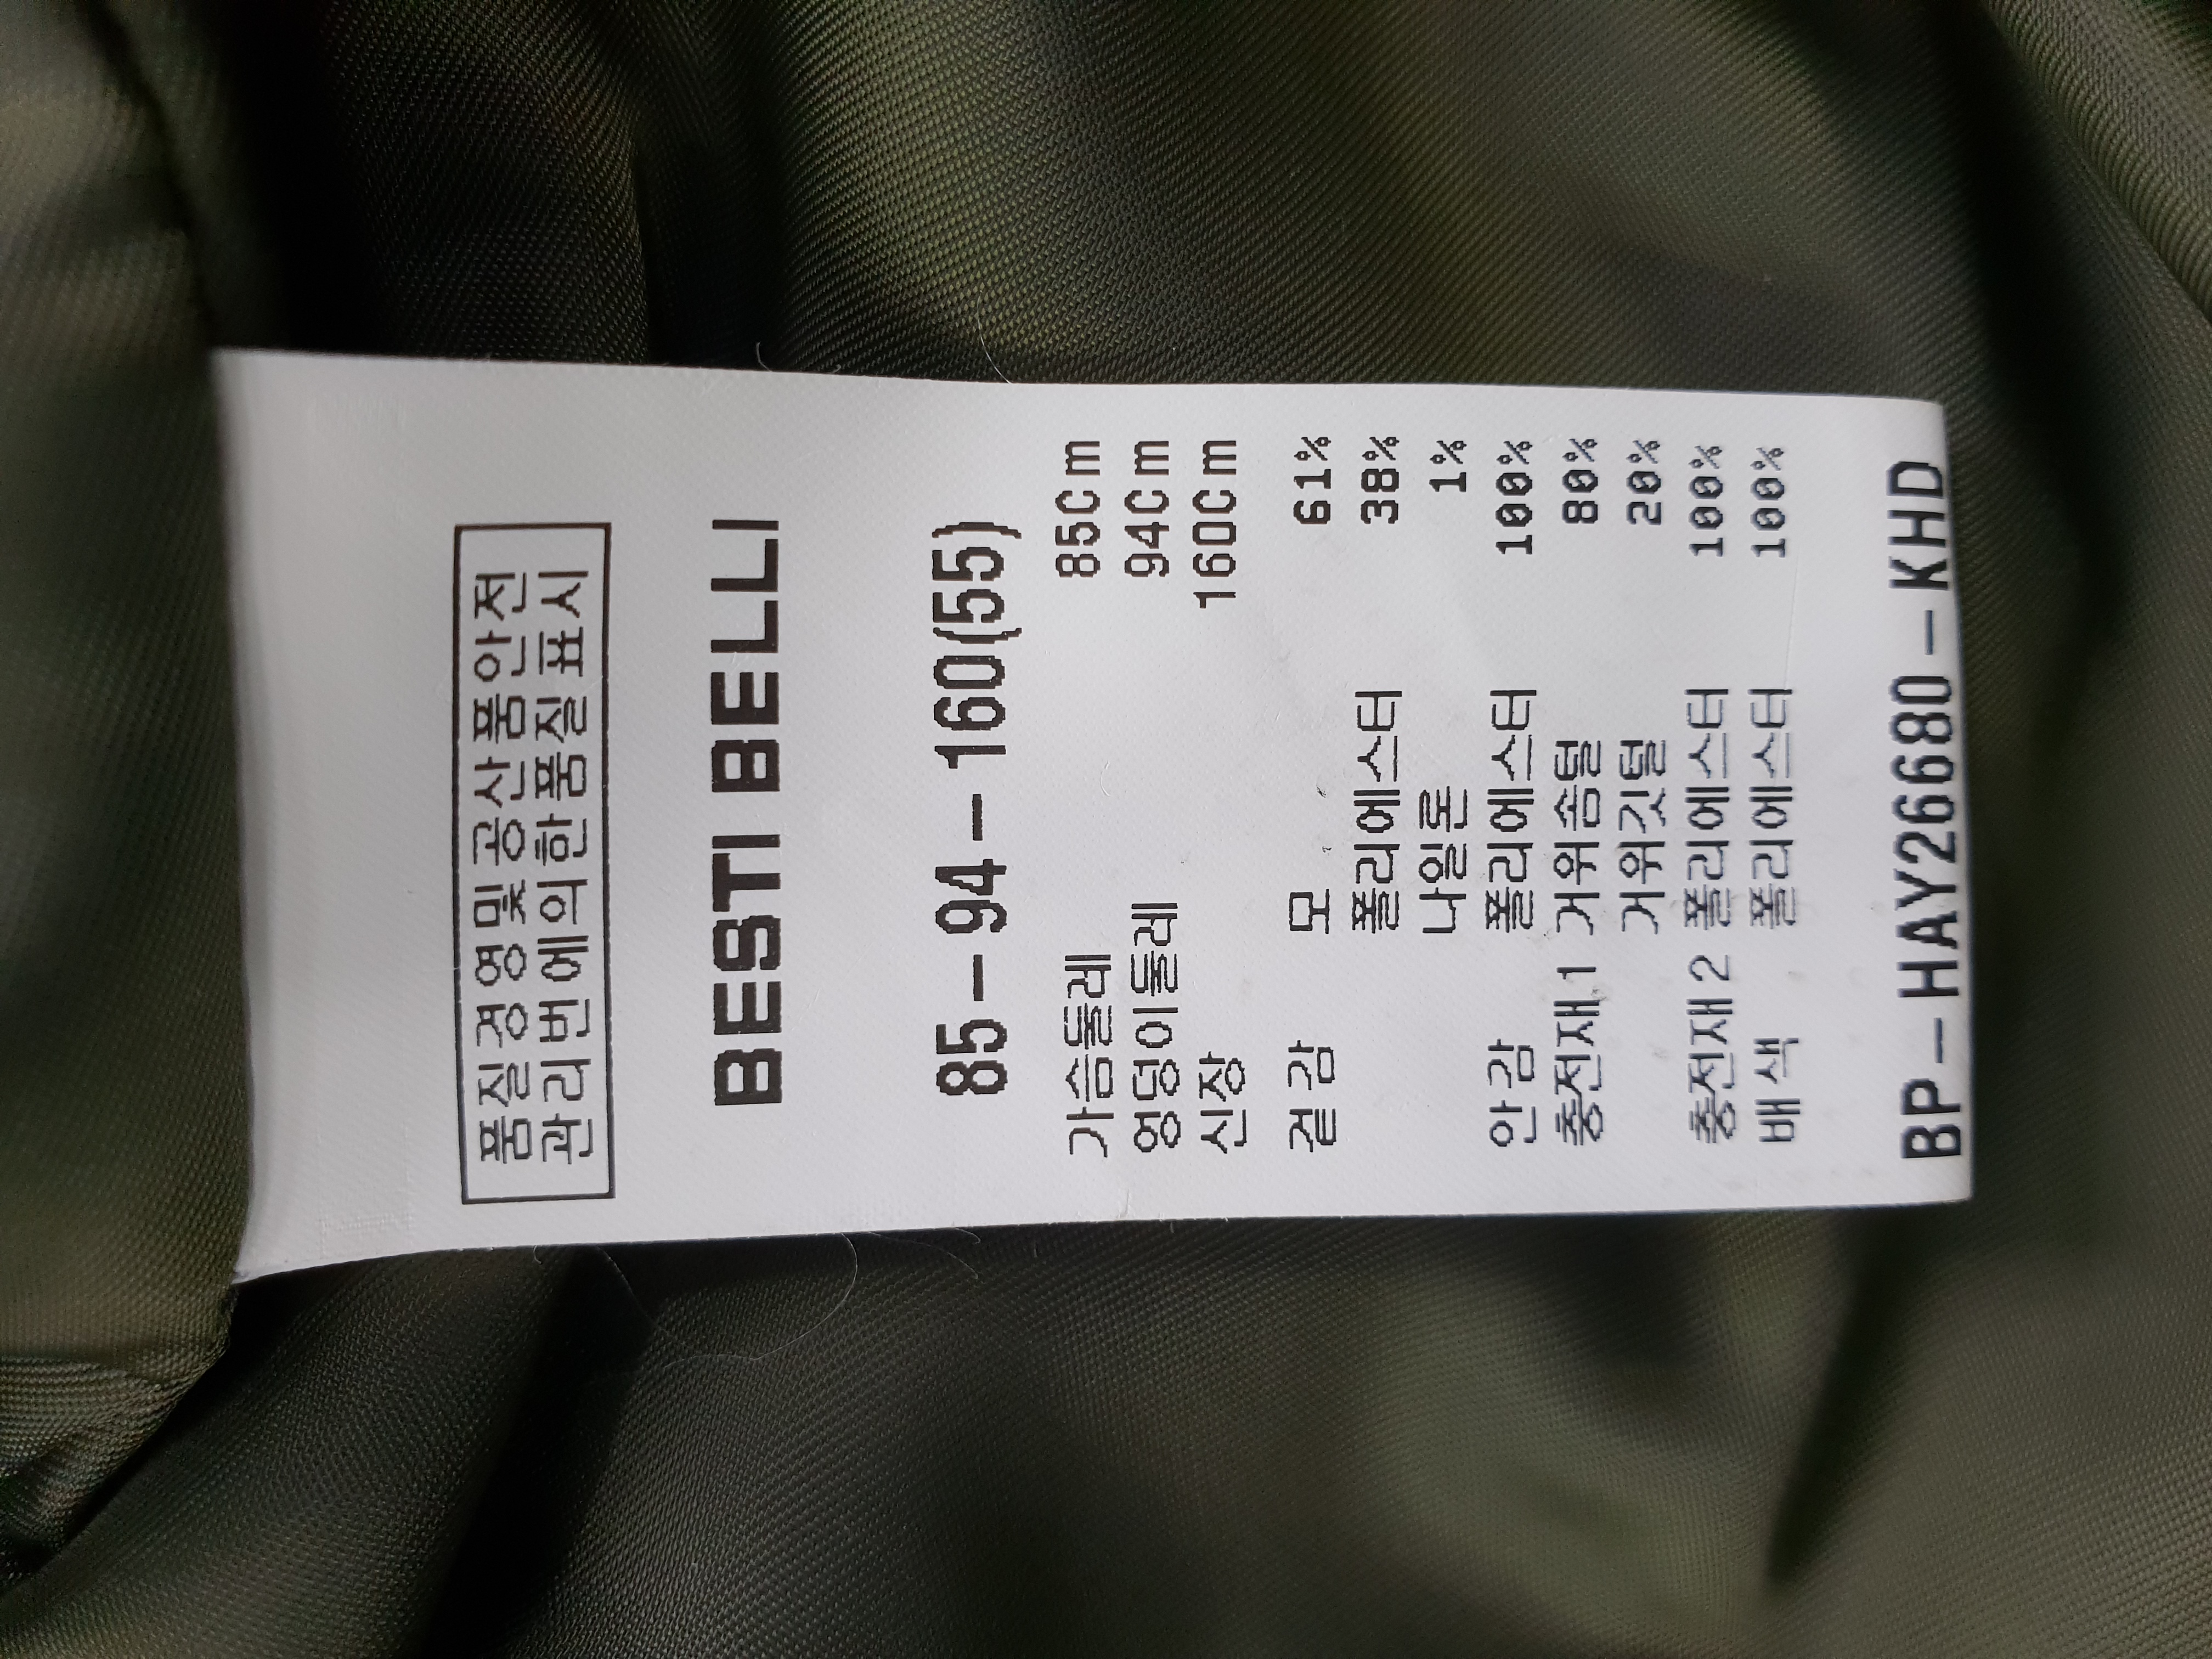 품질경영및공산품안전
관리번에의한품질표시
BESTI BELLI
85-94-160(55)
가슴둘레 85Cm
엉덩이둘레 94Cm
신장 160Cm
겉감 모 61%
폴리에스터 38%
나일론 1%
안감 폴리에스터 100%
충전재1 거위솜털 80%
거위깃털 20%
충전재2 폴리에스터 100%
배색 폴리에스터 100%
BP-HAY26680-KHD